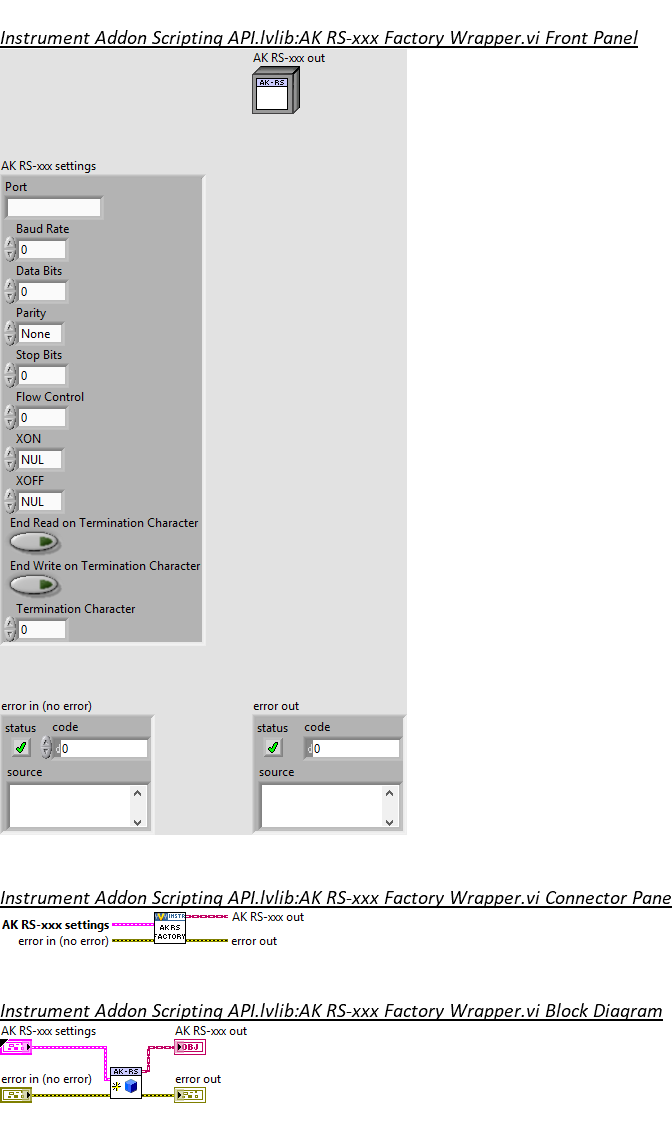 Instrument Addon Scripting API.lvlib:AK RS-xxx Factory Wrapper.vi Front Panel
AK RS-xxx out
AK-RS
AK RS-xxx settings
Port
Baud Rate
0
Data Bits
0
Parity
None
Stop Bits
0
Flow Control
0
XON
NUL
XOFF
NUL
End Read on Termination Character
End Write on Termination Character
Termination Character
0
error in (no error) error out
status code status code
d0 d0
source source
Instrument Addon Scripting API.lvlib:AK RS-xxx Factory Wrapper.vi Connector Pane
AK RS-xxx settings INSTR AK RS-xxx out
AKRS
error in (no error) FACTORY error out
Instrument Addon Scripting API.lvlib:AK RS-xxx Factory Wrapper.vi Block Diagram
AK RS-xxx settings AK RS-xxx out
OBJ
AK-RS
error in (no error) error out